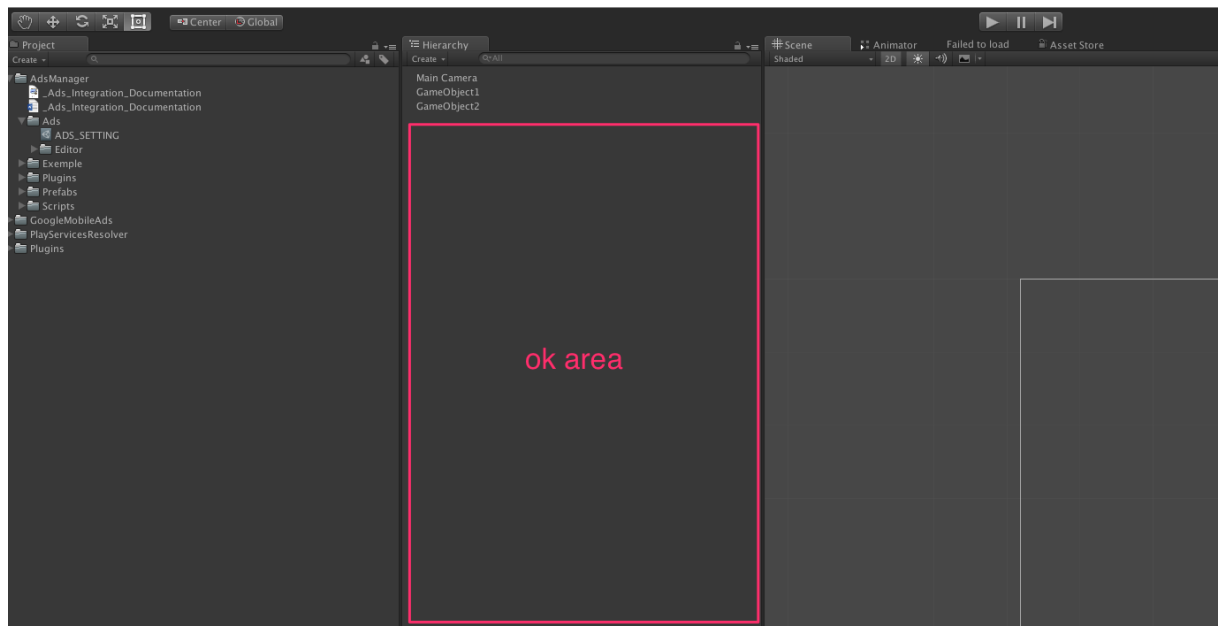 Center Global
Project
Create
AdsManager
_Ads_Integration_Documentation
_Ads_Integration_Documentation
Ads
ADS_SETTING
Editor
Exemple
Plugins
Prefabs
Scripts
GoogleMobileAds
PlayServicesResolver
Plugins
Hierarchy
Create All
Main Camera
GameObject1
GameObject2
ok area
Scene Animator Failed to load Asset Store
Shaded 2D